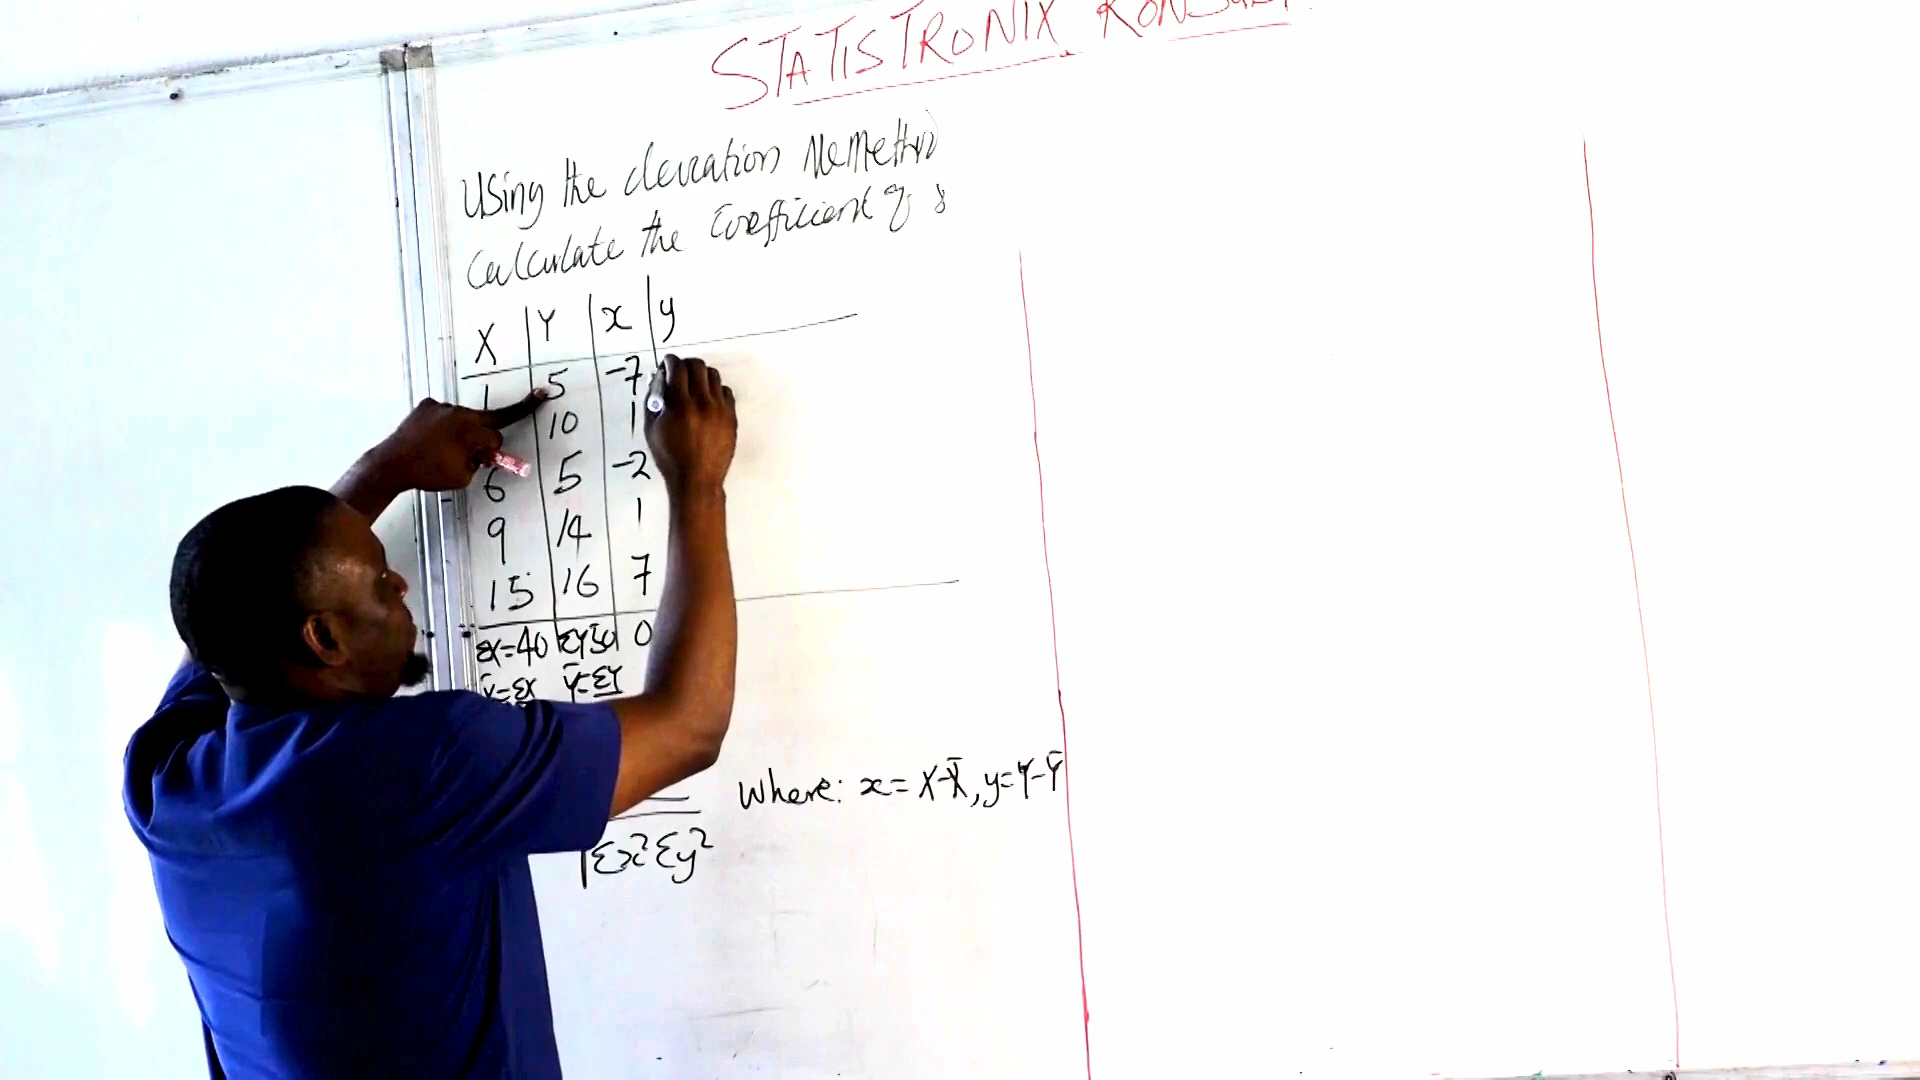 STATISTRONIX KONSULT
Using the deviation Method
Calculate the Coefficient of
X Y x y
1 5 -7
10 1
6 5 -2
9 14 1
15 16 7
ΣX=40 ΣY=50 0
X̄=ΣX Ȳ=ΣY
Where: x=X-X̄, y=Y-Ȳ
√Σx²Σy²